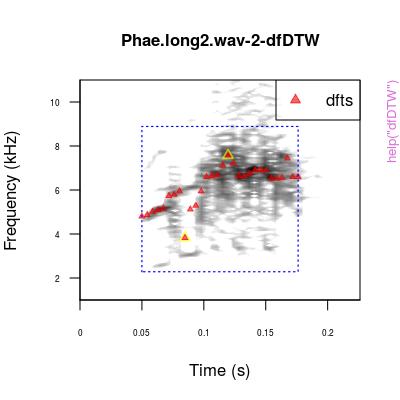 Phae.long2.wav-2-dfDTW
dfts
help("dfDTW")
Frequency (kHz)
10
8
6
4
2
0
0.05
0.1
0.15
0.2
Time (s)